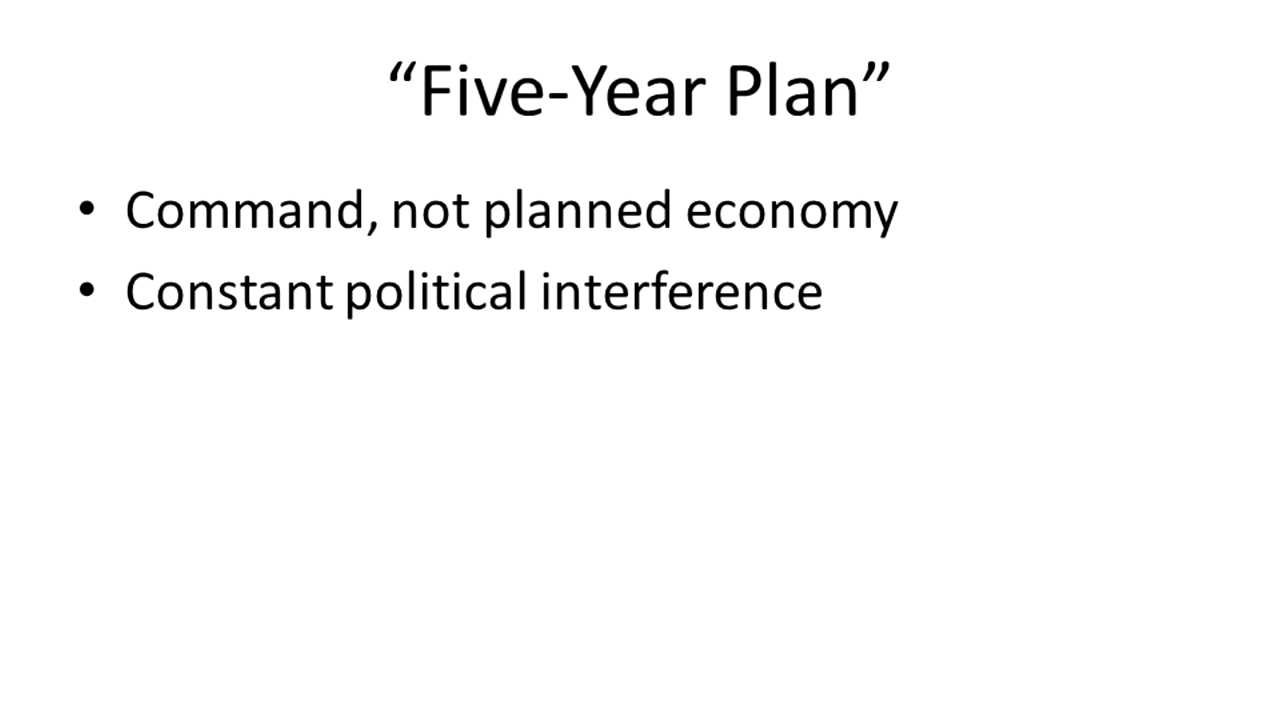 “Five-Year Plan”
• Command, not planned economy
• Constant political interference